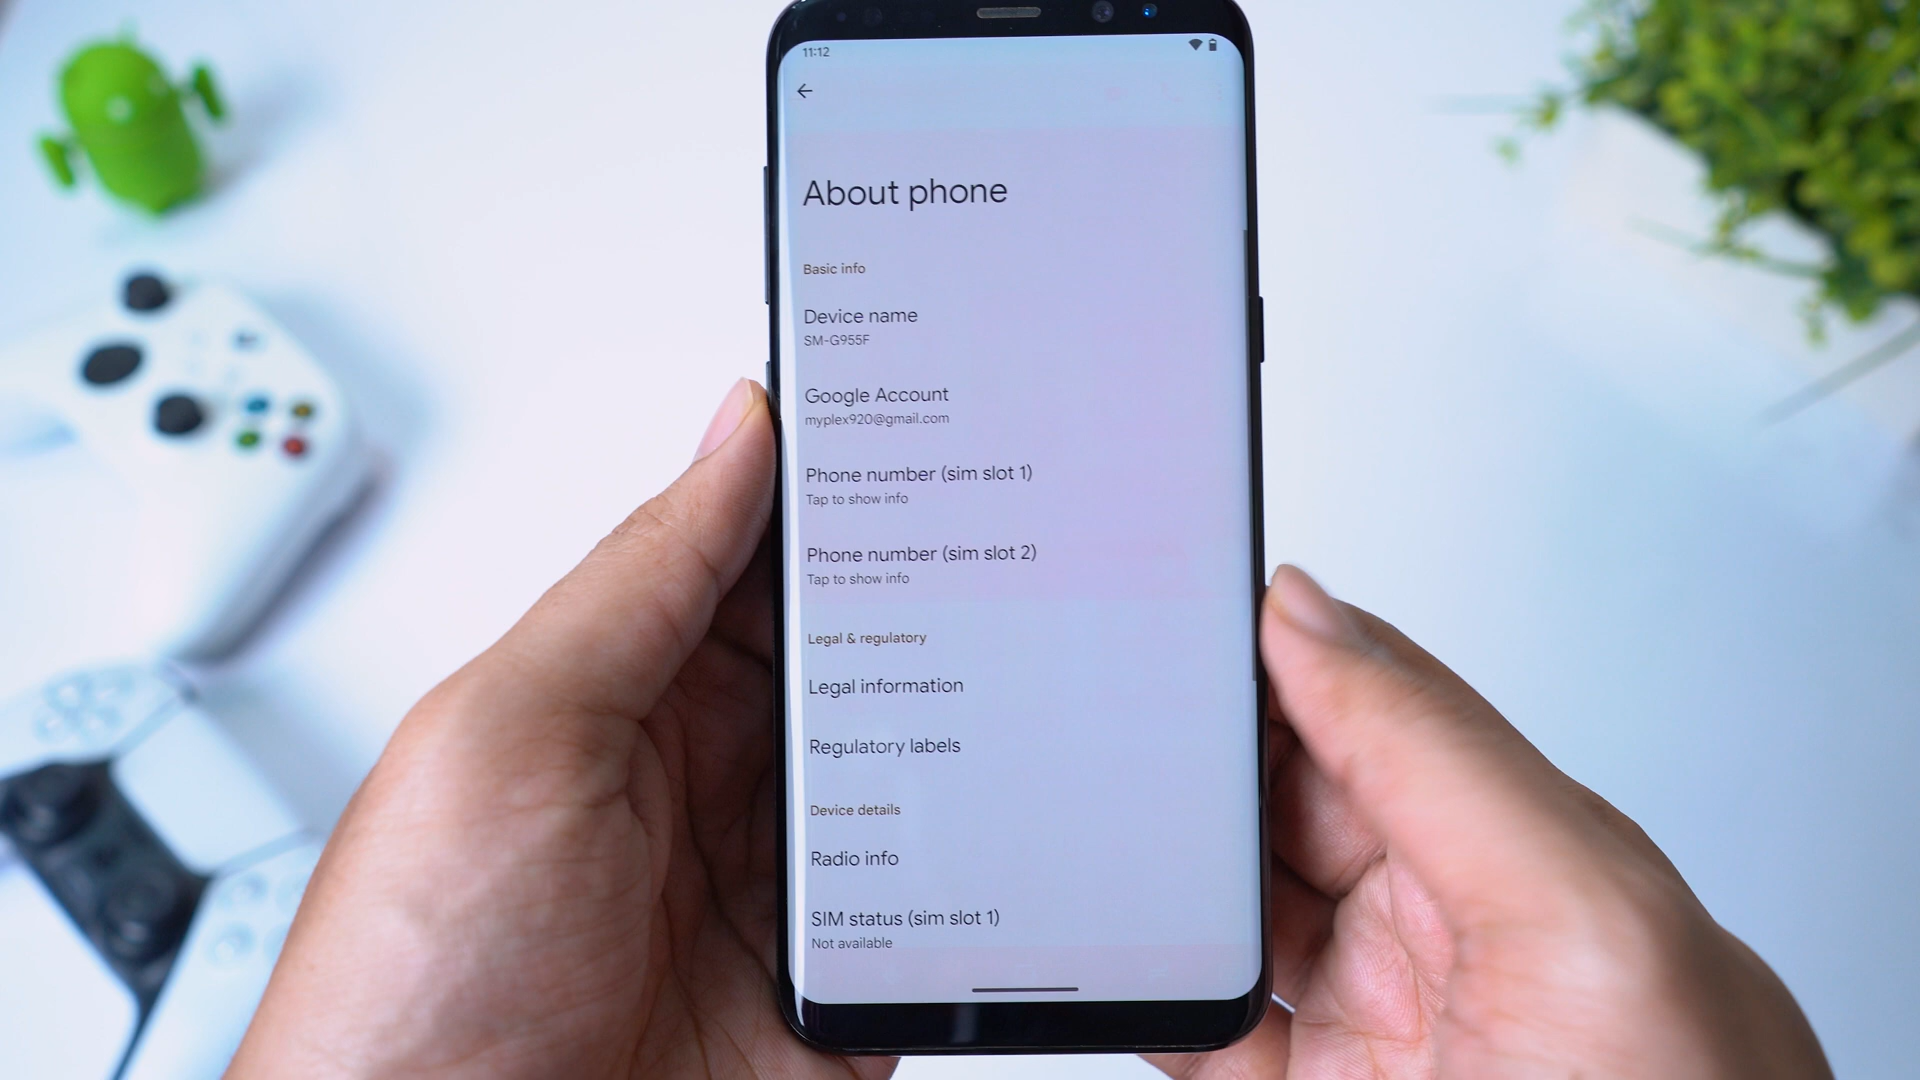 11:12
About phone
Basic info
Device name
SM-G955F
Google Account
myplex920@gmail.com
Phone number (sim slot 1)
Tap to show info
Phone number (sim slot 2)
Tap to show info
Legal & regulatory
Legal information
Regulatory labels
Device details
Radio info
SIM status (sim slot 1)
Not available